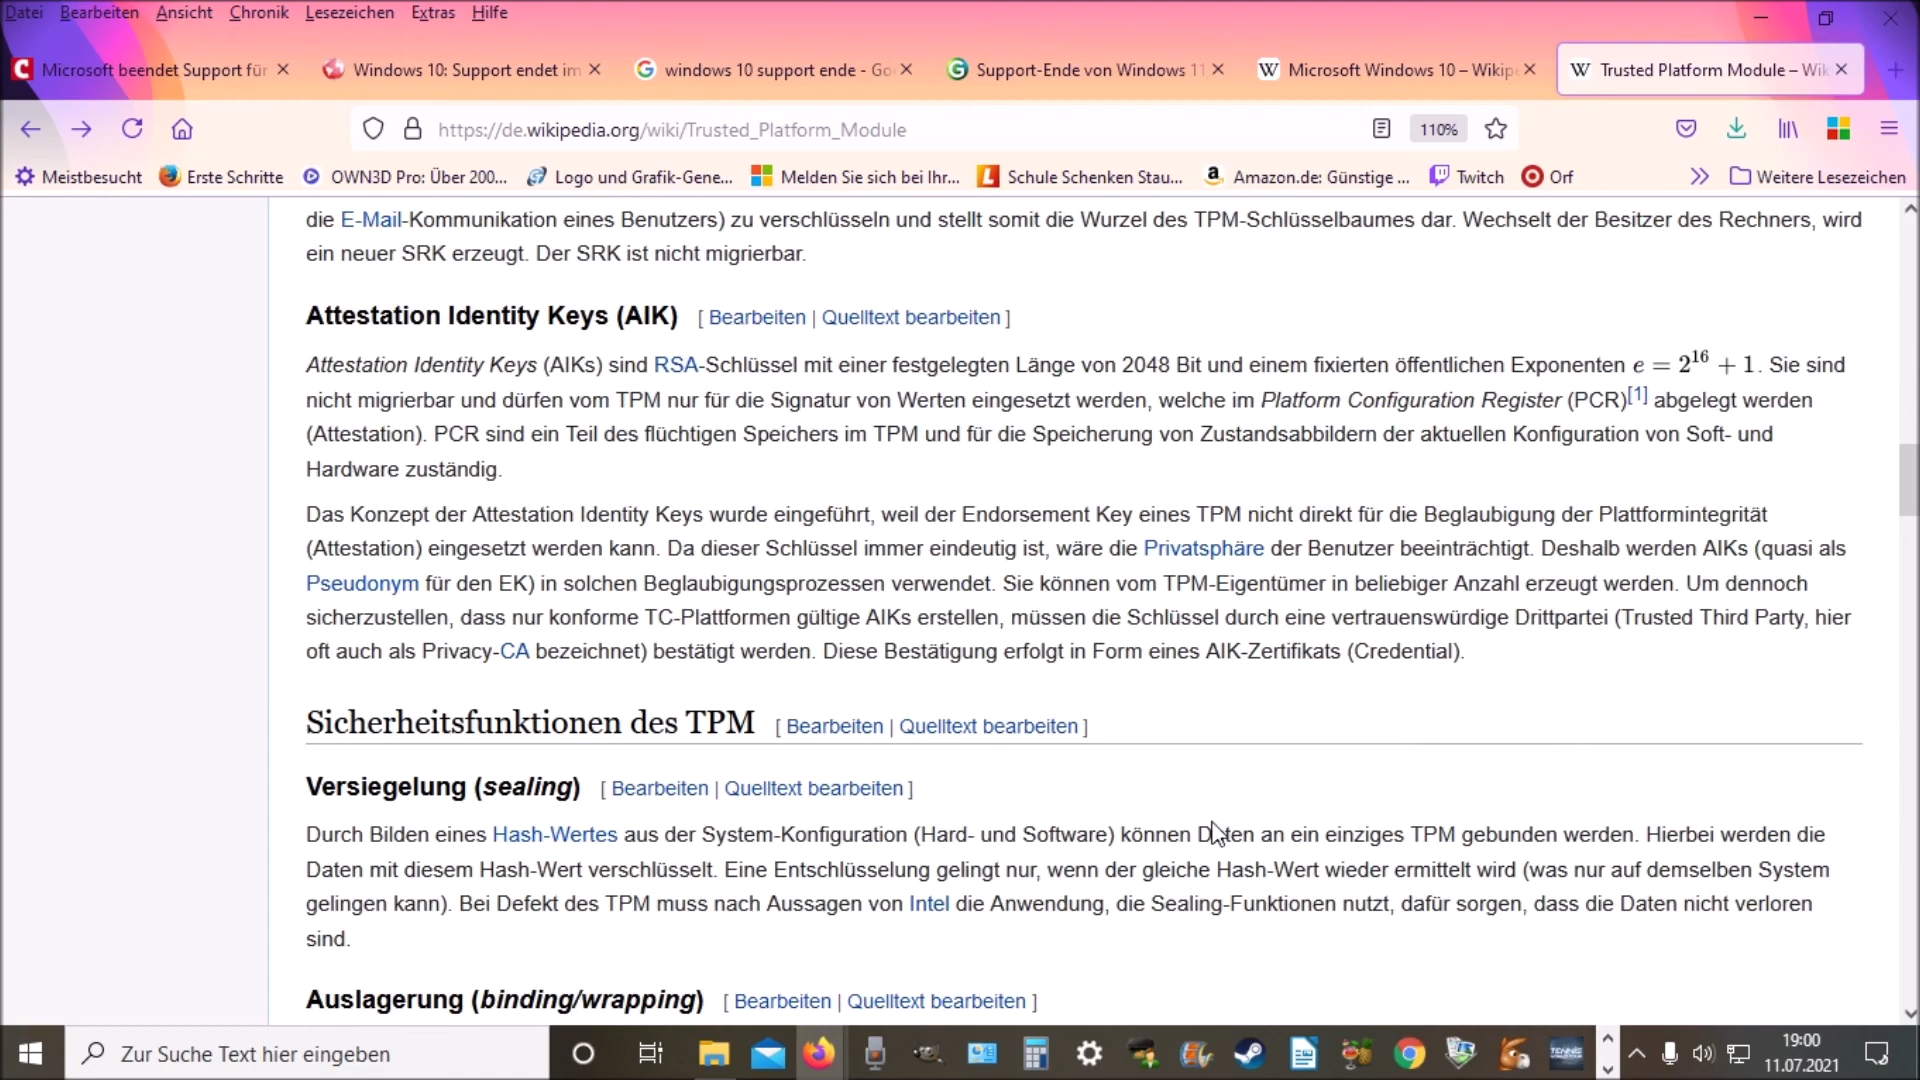 Datei Bearbeiten Ansicht Chronik Lesezeichen Extras Hilfe
Microsoft beendet Support für
Windows 10: Support endet im
windows 10 support ende - Go
Support-Ende von Windows 11
Microsoft Windows 10 – Wikipe
Trusted Platform Module – Wik
https://de.wikipedia.org/wiki/Trusted_Platform_Module
110%
Meistbesucht Erste Schritte OWN3D Pro: Über 200... Logo und Grafik-Gene... Melden Sie sich bei Ihr... Schule Schenken Stau... Amazon.de: Günstige ... Twitch Orf Weitere Lesezeichen
die E-Mail-Kommunikation eines Benutzers) zu verschlüsseln und stellt somit die Wurzel des TPM-Schlüsselbaumes dar. Wechselt der Besitzer des Rechners, wird
ein neuer SRK erzeugt. Der SRK ist nicht migrierbar.
Attestation Identity Keys (AIK) [ Bearbeiten | Quelltext bearbeiten ]
Attestation Identity Keys (AIKs) sind RSA-Schlüssel mit einer festgelegten Länge von 2048 Bit und einem fixierten öffentlichen Exponenten e = 2^16 + 1. Sie sind
nicht migrierbar und dürfen vom TPM nur für die Signatur von Werten eingesetzt werden, welche im Platform Configuration Register (PCR)[1] abgelegt werden
(Attestation). PCR sind ein Teil des flüchtigen Speichers im TPM und für die Speicherung von Zustandsabbildern der aktuellen Konfiguration von Soft- und
Hardware zuständig.
Das Konzept der Attestation Identity Keys wurde eingeführt, weil der Endorsement Key eines TPM nicht direkt für die Beglaubigung der Plattformintegrität
(Attestation) eingesetzt werden kann. Da dieser Schlüssel immer eindeutig ist, wäre die Privatsphäre der Benutzer beeinträchtigt. Deshalb werden AIKs (quasi als
Pseudonym für den EK) in solchen Beglaubigungsprozessen verwendet. Sie können vom TPM-Eigentümer in beliebiger Anzahl erzeugt werden. Um dennoch
sicherzustellen, dass nur konforme TC-Plattformen gültige AIKs erstellen, müssen die Schlüssel durch eine vertrauenswürdige Drittpartei (Trusted Third Party, hier
oft auch als Privacy-CA bezeichnet) bestätigt werden. Diese Bestätigung erfolgt in Form eines AIK-Zertifikats (Credential).
Sicherheitsfunktionen des TPM [ Bearbeiten | Quelltext bearbeiten ]
Versiegelung (sealing) [ Bearbeiten | Quelltext bearbeiten ]
Durch Bilden eines Hash-Wertes aus der System-Konfiguration (Hard- und Software) können Daten an ein einziges TPM gebunden werden. Hierbei werden die
Daten mit diesem Hash-Wert verschlüsselt. Eine Entschlüsselung gelingt nur, wenn der gleiche Hash-Wert wieder ermittelt wird (was nur auf demselben System
gelingen kann). Bei Defekt des TPM muss nach Aussagen von Intel die Anwendung, die Sealing-Funktionen nutzt, dafür sorgen, dass die Daten nicht verloren
sind.
Auslagerung (binding/wrapping) [ Bearbeiten | Quelltext bearbeiten ]
Zur Suche Text hier eingeben
19:00
11.07.2021